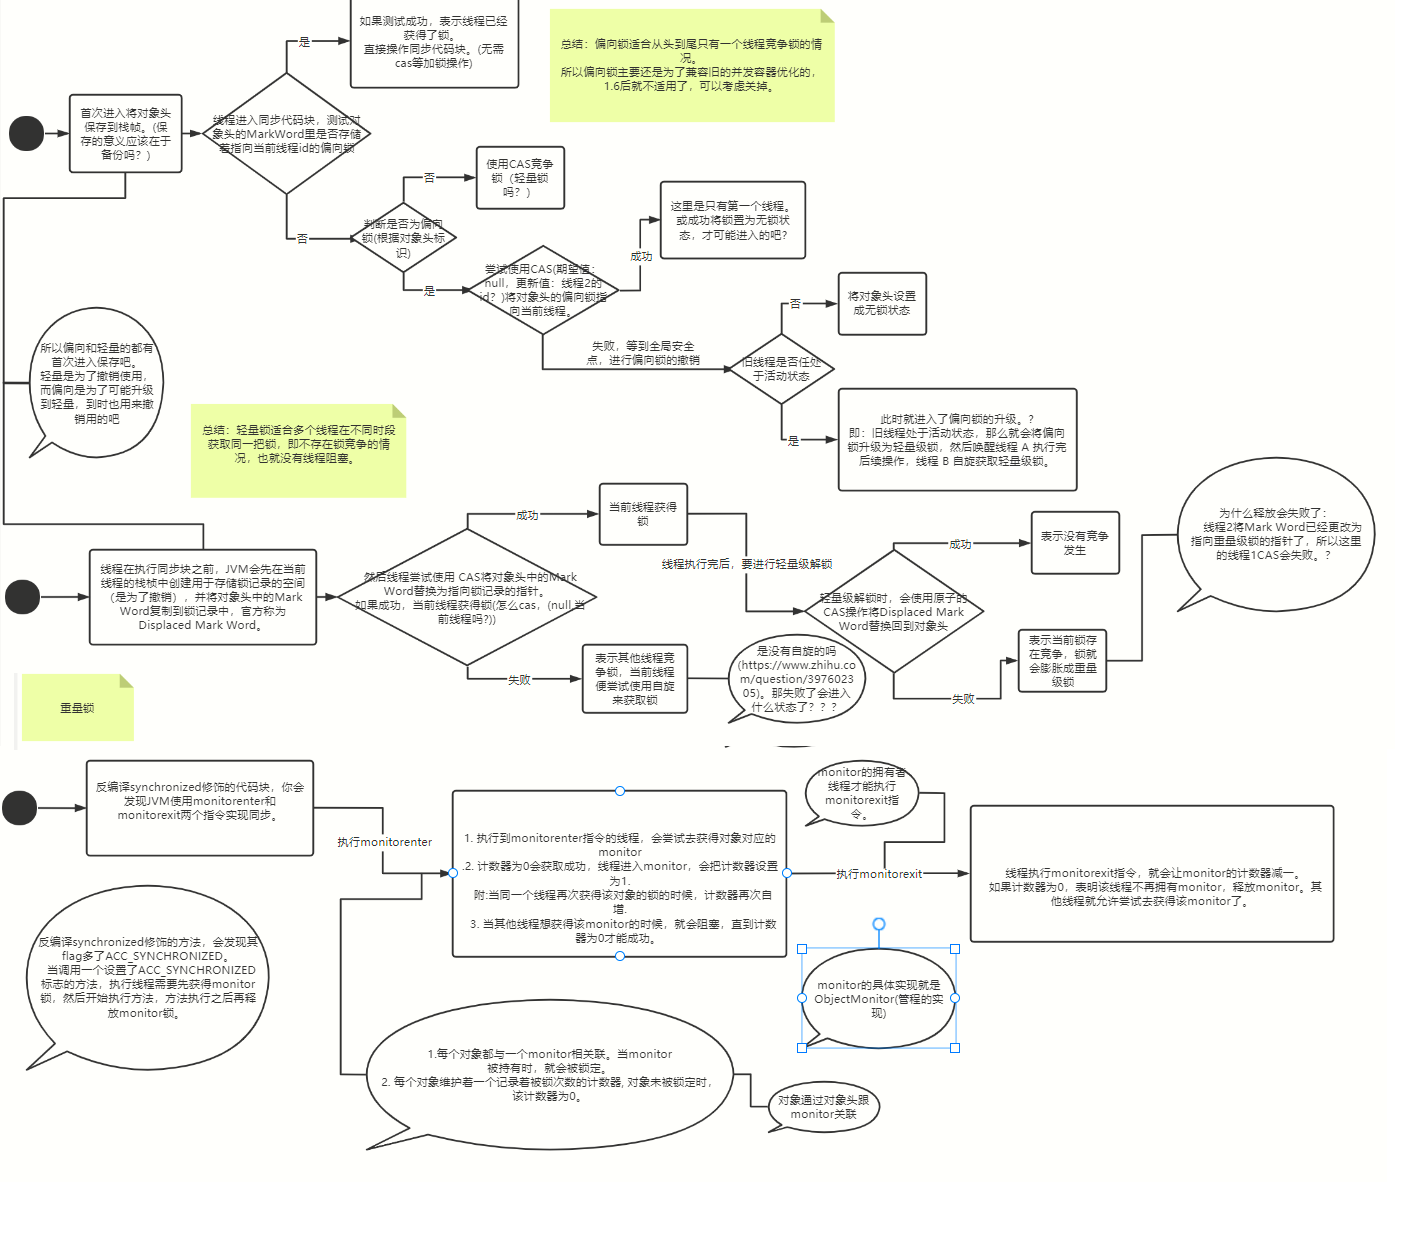 如果测试成功，表示线程已经
获得了锁。
直接操作同步代码块。(无需
cas等加锁操作)
总结：偏向锁适合从头到尾只有一个线程竞争锁的情
况。
所以偏向锁主要还是为了兼容旧的并发容器优化的，
1.6后就不适用了，可以考虑关掉。
是
首次进入将对象头
保存到栈帧。(保
存的意义应该在于
备份吗？)
线程进入同步代码块，测试对
象头的MarkWord里是否存储
着指向当前线程id的偏向锁
否
使用CAS竞争
锁（轻量锁
吗？)
否
判断是否为偏向
锁(根据对象头标
识)
是
这里是只有第一个线程。
或成功将锁置为无锁状
态，才可能进入的吧?
成功
尝试使用CAS(期望值：
null，更新值：线程2的
id？)将对象头的偏向锁指
向当前线程。
失败，等到全局安全
点，进行偏向锁的撤销
否
将对象头设置
成无锁状态
旧线程是否任处
于活动状态
是
此时就进入了偏向锁的升级。?
即：旧线程处于活动状态，那么就会将偏向
锁升级为轻量级锁，然后唤醒线程 A 执行完
后续操作，线程 B 自旋获取轻量级锁。
所以偏向和轻量的都有
首次进入保存吧。
轻量是为了撤销使用，
而偏向是为了可能升级
到轻量，到时也用来撤
销用的吧
总结：轻量锁适合多个线程在不同时段
获取同一把锁，即不存在锁竞争的情
况，也就没有线程阻塞。
线程在执行同步块之前，JVM会先在当前
线程的栈桢中创建用于存储锁记录的空间
（是为了撤销），并将对象头中的Mark
Word复制到锁记录中，官方称为
Displaced Mark Word。
然后线程尝试使用 CAS将对象头中的Mark
Word替换为指向锁记录的指针。
如果成功，当前线程获得锁(怎么cas，(null,当
前线程吗?))
成功
当前线程获得
锁
失败
表示其他线程竞
争锁，当前线程
便尝试使用自旋
来获取锁
是没有自旋的吗
(https://www.zhihu.co
m/question/3976023
05)。那失败了会进入
什么状态了？？？
线程执行完后，要进行轻量级解锁
轻量级解锁时，会使用原子的
CAS操作将Displaced Mark
Word替换回到对象头
成功
表示没有竞争
发生
失败
表示当前锁存
在竞争，锁就
会膨胀成重量
级锁
为什么释放会失败了：
线程2将Mark Word已经更改为
指向重量级锁的指针了，所以这里
的线程1CAS会失败。?
重量锁
反编译synchronized修饰的代码块，你会
发现JVM使用monitorenter和
monitorexit两个指令实现同步。
执行monitorenter
1. 执行到monitorenter指令的线程，会尝试去获得对象对应的
monitor
.2. 计数器为0会获取成功，线程进入monitor，会把计数器设置
为1.
附:当同一个线程再次获得该对象的锁的时候，计数器再次自
增.
3. 当其他线程想获得该monitor的时候，就会阻塞，直到计数
器为0才能成功。
monitor的拥有者
线程才能执行
monitorexit指
令。
执行monitorexit
线程执行monitorexit指令，就会让monitor的计数器减一。
如果计数器为0，表明该线程不再拥有monitor，释放monitor。其
他线程就允许尝试去获得该monitor了。
反编译synchronized修饰的方法，会发现其
flag多了ACC_SYNCHRONIZED。
当调用一个设置了ACC_SYNCHRONIZED
标志的方法，执行线程需要先获得monitor
锁，然后开始执行方法，方法执行之后再释
放monitor锁。
monitor的具体实现就是
ObjectMonitor(管程的实
现)
1.每个对象都与一个monitor相关联。当monitor
被持有时，就会被锁定。
2. 每个对象维护着一个记录着被锁次数的计数器, 对象未被锁定时，
该计数器为0。
对象通过对象头跟
monitor关联